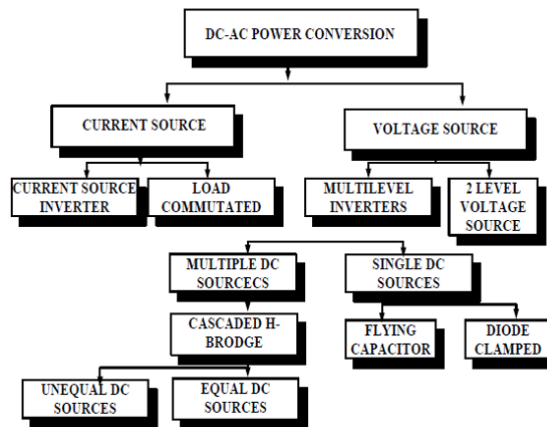 DC-AC POWER CONVERSION
CURRENT SOURCE
VOLTAGE SOURCE
CURRENT SOURCE
INVERTER
LOAD
COMMUTATED
MULTILEVEL
INVERTERS
2 LEVEL
VOLTAGE
SOURCE
MULTIPLE DC
SOURCECS
SINGLE DC
SOURCES
CASCADED H-
BRODGE
FLYING
CAPACITOR
DIODE
CLAMPED
UNEQUAL DC
SOURCES
EQUAL DC
SOURCES